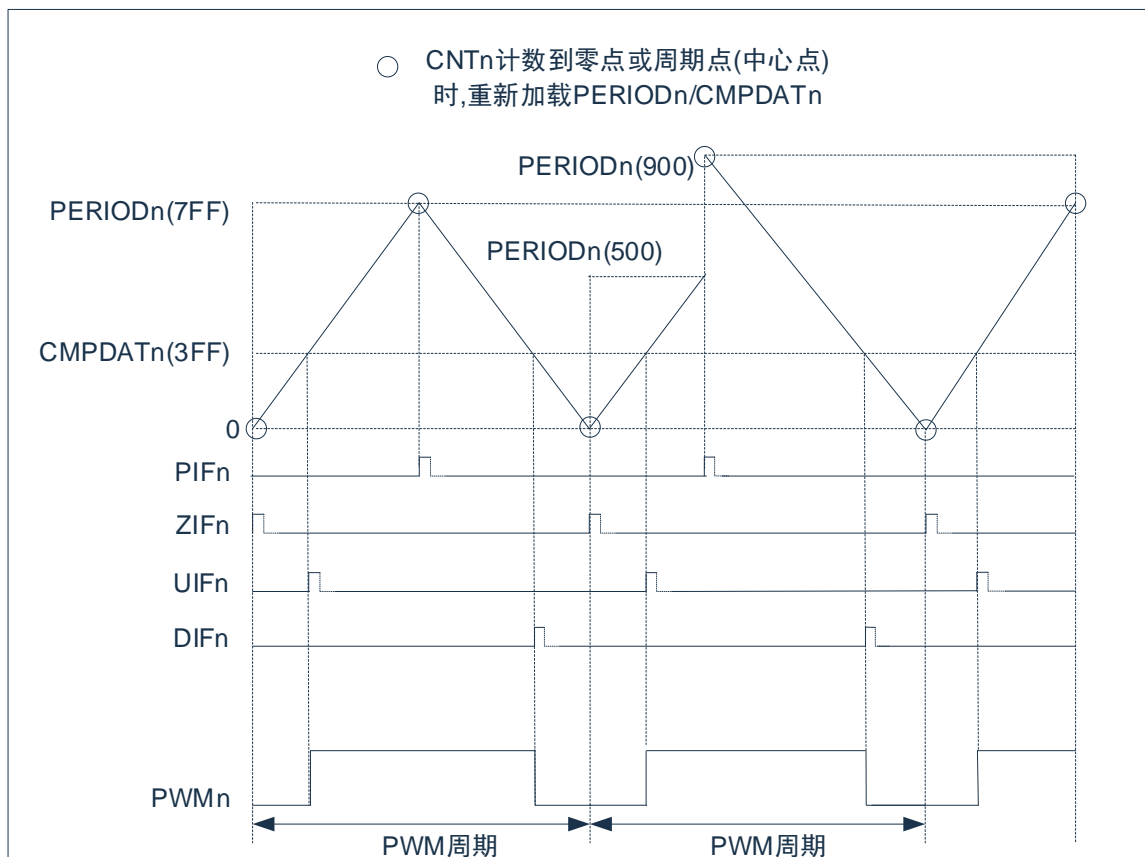 CNTn计数到零点或周期点(中心点)
时,重新加载PERIODn/CMPDATn
PERIODn(900)
PERIODn(7FF)
PERIODn(500)
CMPDATn(3FF)
0
PIFn
ZIFn
UIFn
DIFn
PWMn
PWM周期
PWM周期